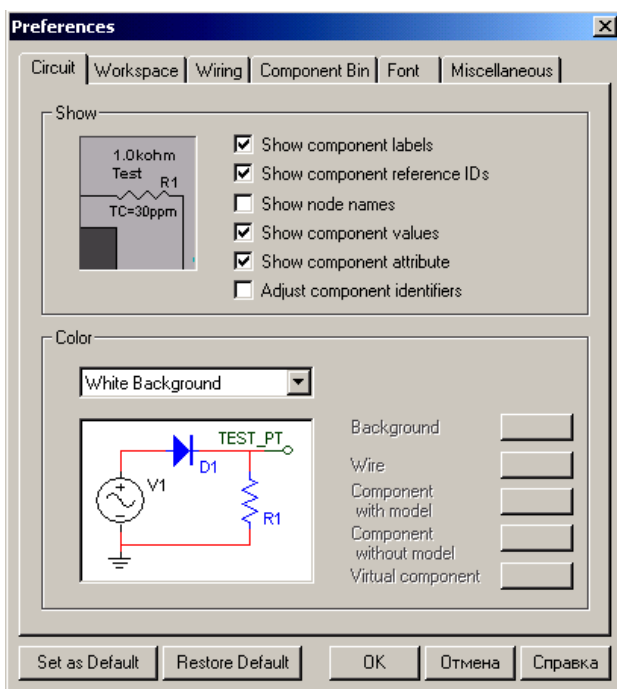 Preferences
Circuit Workspace Wiring Component Bin Font Miscellaneous
Show
1.0kohm
Test
R1
TC=30ppm
Show component labels
Show component reference IDs
Show node names
Show component values
Show component attribute
Adjust component identifiers
Color
White Background
TEST_PT
D1
V1
R1
Background
Wire
Component
with model
Component
without model
Virtual component
Set as Default Restore Default OK Отмена Справка